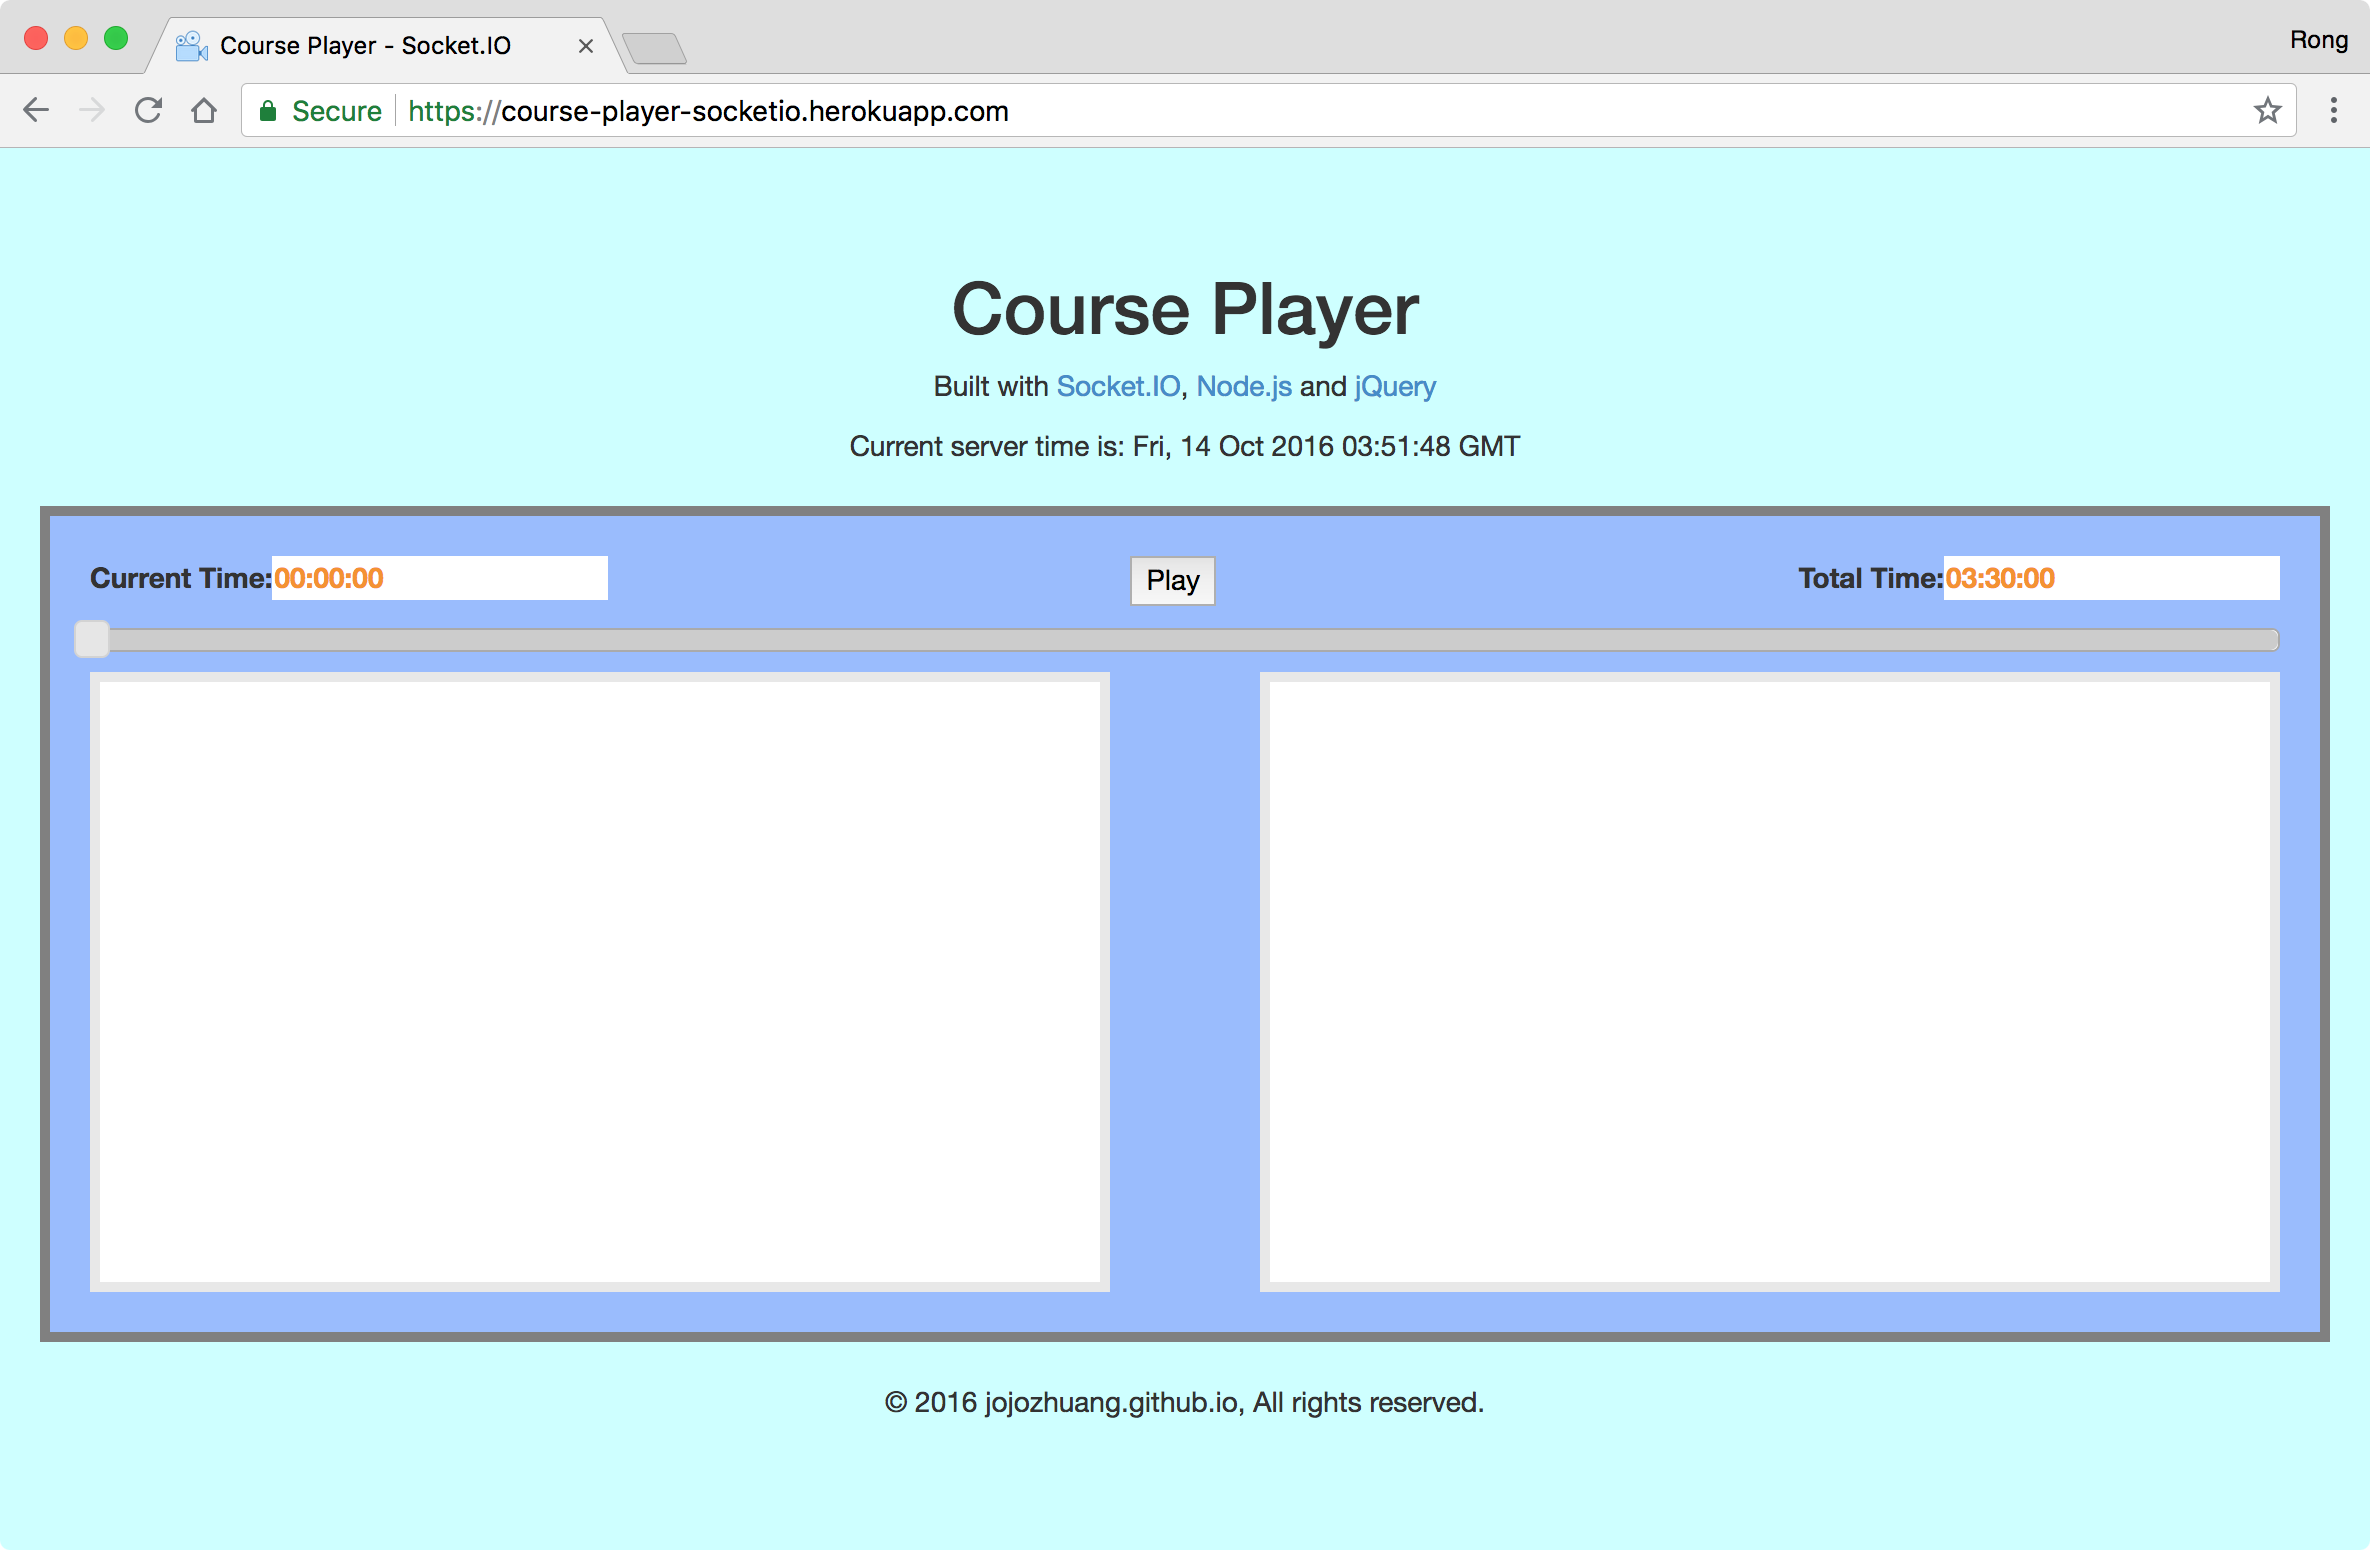 Course Player - Socket.IO
Rong
Secure https://course-player-socketio.herokuapp.com
Course Player
Built with Socket.IO, Node.js and jQuery
Current server time is: Fri, 14 Oct 2016 03:51:48 GMT
Current Time:00:00:00 Play Total Time:03:30:00
© 2016 jojozhuang.github.io, All rights reserved.